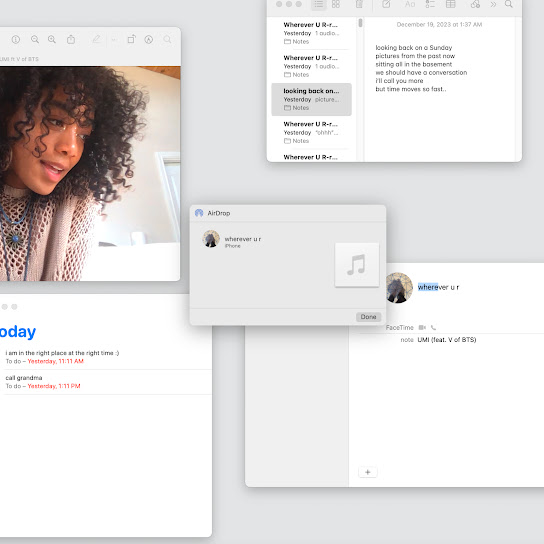 UMI ft V of BTS
Wherever U R-r...
Yesterday 1 audio...
Notes
Wherever U R-r...
Yesterday 1 audio...
Notes
looking back on...
Yesterday picture...
Notes
Wherever U R-r...
Yesterday "ohhh"...
Notes
Wherever U R-r...
Aa
December 19, 2023 at 1:37 AM
looking back on a Sunday
pictures from the past now
sitting all in the basement
we should have a conversation
i'll call you more
but time moves so fast..
AirDrop
wherever u r
iPhone
Done
oday
i am in the right place at the right time :)
To do – Yesterday, 11:11 AM
call grandma
To do – Yesterday, 1:11 PM
wherever u r
FaceTime
note UMI (feat. V of BTS)
+